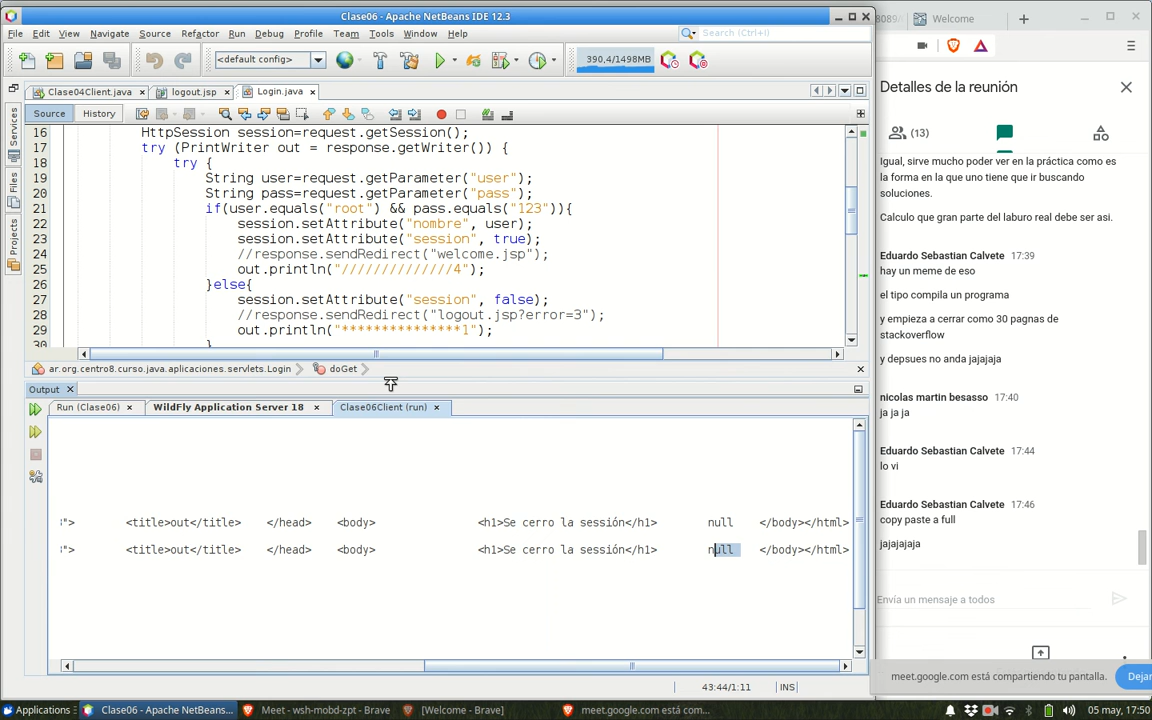 Clase06 - Apache NetBeans IDE 12.3
8089/
Welcome
File Edit View Navigate Source Refactor Run Debug Profile Team Tools Window Help
Search (Ctrl+I)
<default config>
390,4/1498MB
Clase04Client.java
logout.jsp
Login.java
Source History
Services
Files
Projects
16 HttpSession session=request.getSession();
17 try (PrintWriter out = response.getWriter()) {
18 try {
19 String user=request.getParameter("user");
20 String pass=request.getParameter("pass");
21 if(user.equals("root") && pass.equals("123")){
22 session.setAttribute("nombre", user);
23 session.setAttribute("session", true);
24 //response.sendRedirect("welcome.jsp");
25 out.println("//////////////4");
26 }else{
27 session.setAttribute("session", false);
28 //response.sendRedirect("logout.jsp?error=3");
29 out.println("***************1");
30 }
ar.org.centro8.curso.java.aplicaciones.servlets.Login
doGet
Output
Run (Clase06)
WildFly Application Server 18
Clase06Client (run)
"> <title>out</title> </head> <body> <h1>Se cerro la sesión</h1> null </body></html>
"> <title>out</title> </head> <body> <h1>Se cerro la sesión</h1> null </body></html>
43:44/1:11
INS
Detalles de la reunión
(13)
Igual, sirve mucho poder ver en la práctica como es
la forma en la que uno tiene que ir buscando
soluciones.
Calculo que gran parte del laburo real debe ser asi.
Eduardo Sebastian Calvete 17:39
hay un meme de eso
el tipo compila un programa
y empieza a cerrar como 30 pagnas de
stackoverflow
y depsues no anda jajajaja
nicolas martin besasso 17:40
ja ja ja
Eduardo Sebastian Calvete 17:44
lo vi
Eduardo Sebastian Calvete 17:46
copy paste a full
jajajajaja
Envía un mensaje a todos
meet.google.com está compartiendo tu pantalla.
Dejar
Applications
Clase06 - Apache NetBeans...
Meet - wsh-mobd-zpt - Brave
[Welcome - Brave]
meet.google.com está com...
05 may, 17:50